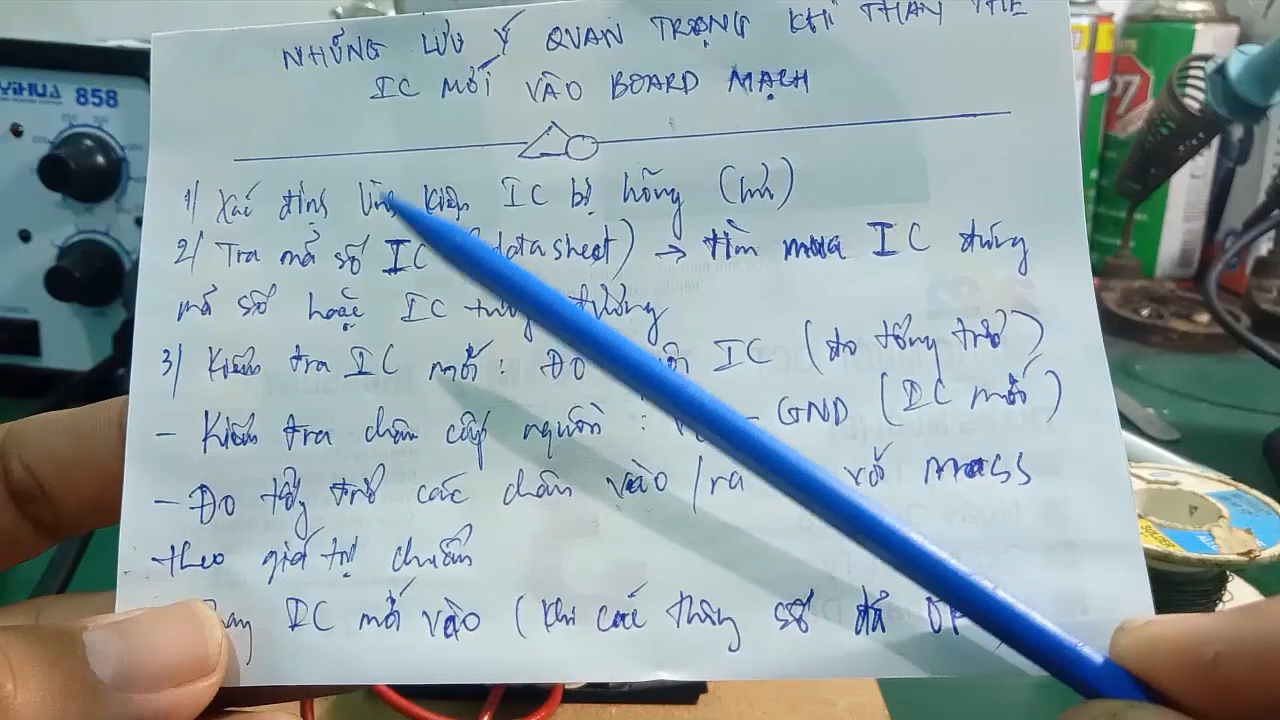 NHỮNG LƯU Ý QUAN TRỌNG KHI THAY THẾ
IC MỚI VÀO BOARD MẠCH
1/ Xác định linh kiện IC bị hỏng (hư)
2/ Tra mã số IC (datasheet) → tìm mua IC đúng
mã số hoặc IC tương đương
3/ Kiểm tra IC mới: Đo IC (đo tổng trở)
- Kiểm tra chân cấp nguồn: - GND (IC mới)
- Đo tổng trở các chân vào/ra với mass
theo giá trị chuẩn
IC mới vào (khi các thông số đã OK)
YIHUA 858